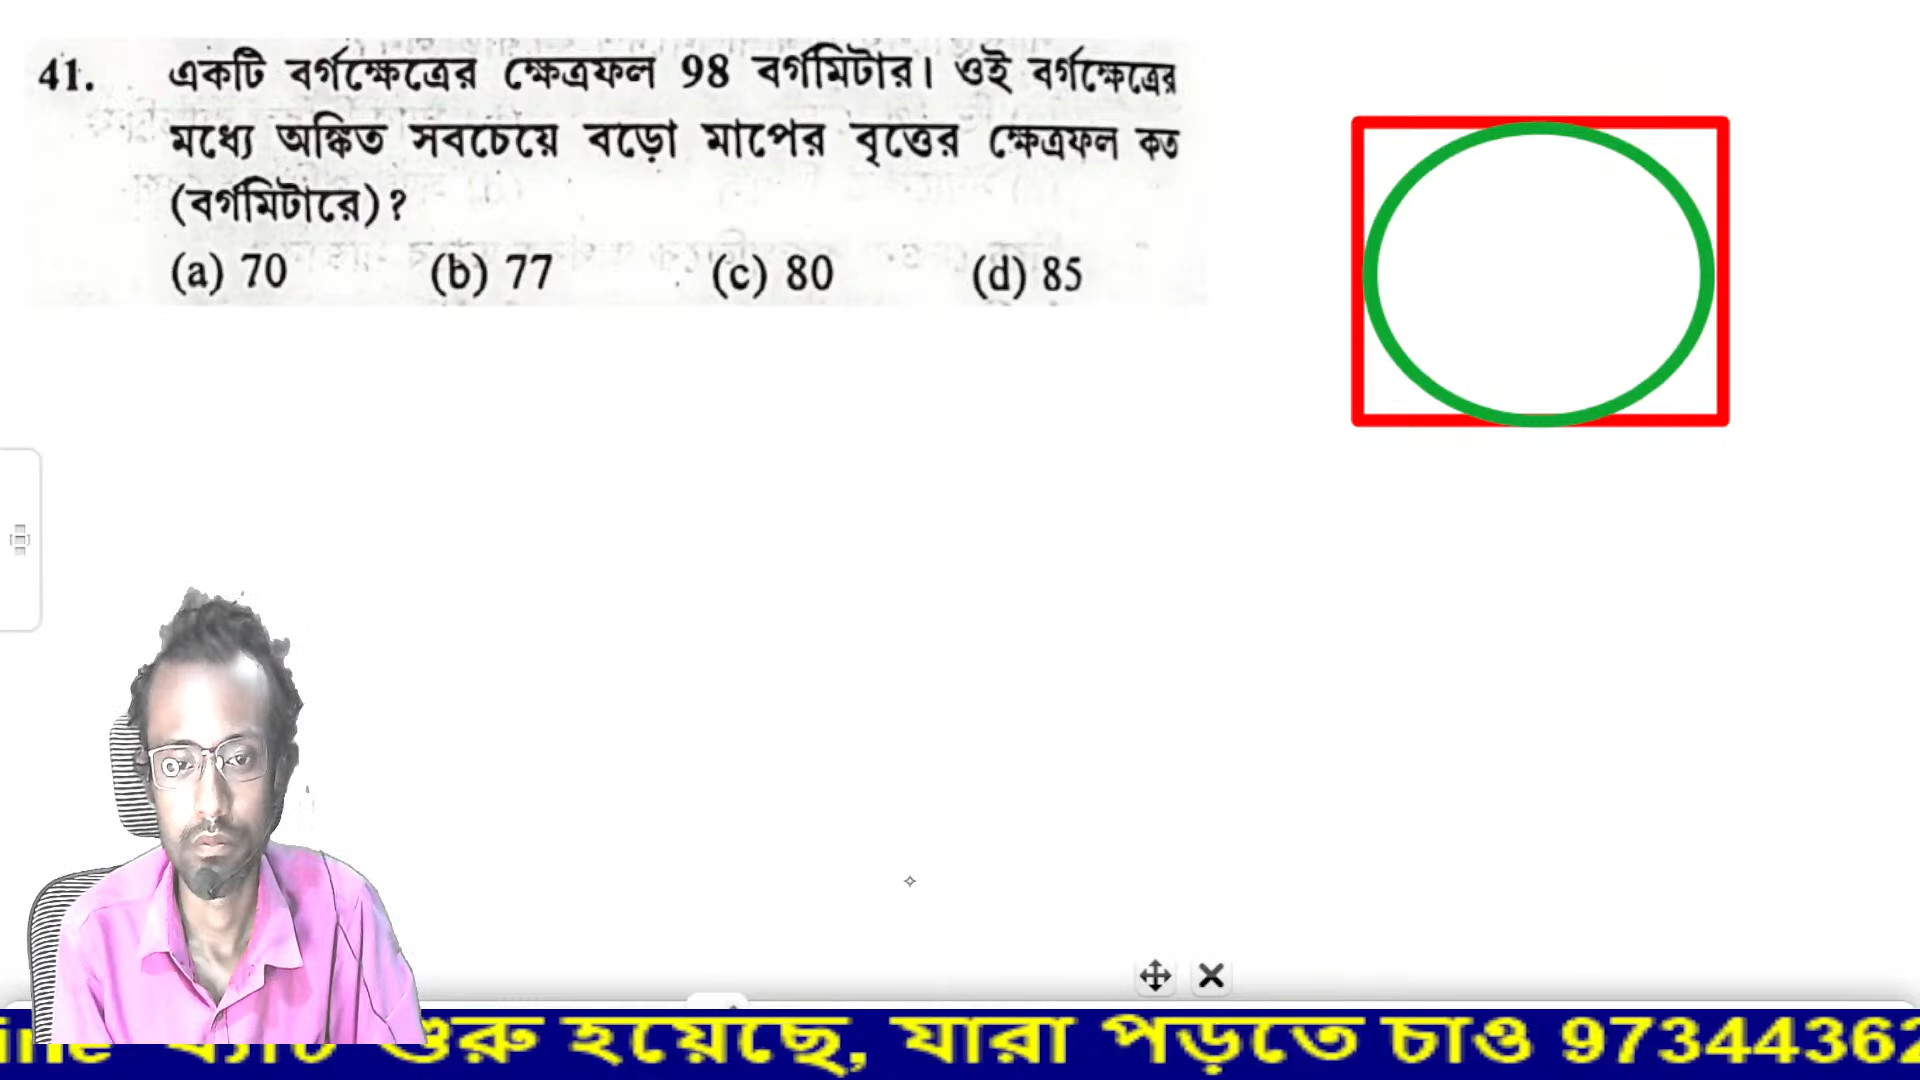 41. একটি বর্গক্ষেত্রের ক্ষেত্রফল 98 বর্গমিটার। ওই বর্গক্ষেত্রের
মধ্যে অঙ্কিত সবচেয়ে বড়ো মাপের বৃত্তের ক্ষেত্রফল কত
(বর্গমিটারে)?
(a) 70 (b) 77 (c) 80 (d) 85
শুরু হয়েছে, যারা পড়তে চাও 97344362